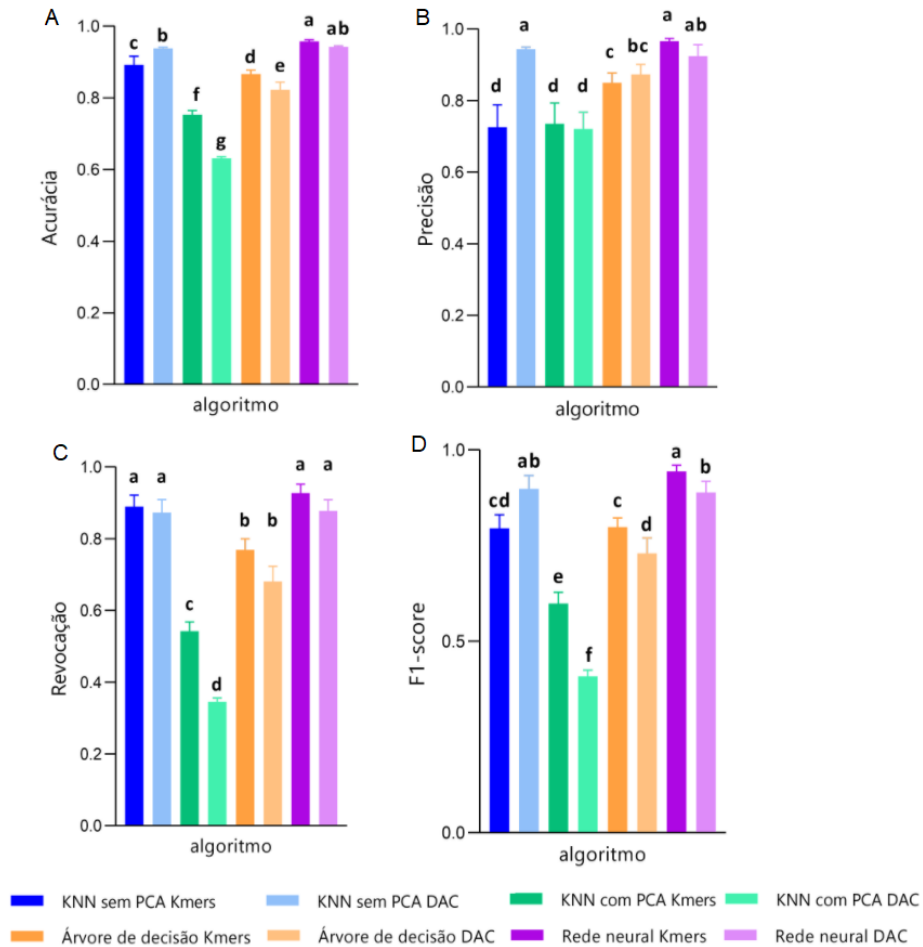 A
Acurácia
1.0
0.8
0.6
0.4
0.2
0.0
c b f g d e a ab
algoritmo
B
Precisão
1.0
0.8
0.6
0.4
0.2
0.0
d a d d c bc a ab
algoritmo
C
Revocação
1.0
0.8
0.6
0.4
0.2
0.0
a a c d b b a a
algoritmo
D
F1-score
1.0
0.5
0.0
cd ab e f c d a b
algoritmo
KNN sem PCA Kmers KNN sem PCA DAC KNN com PCA Kmers KNN com PCA DAC
Árvore de decisão Kmers Árvore de decisão DAC Rede neural Kmers Rede neural DAC